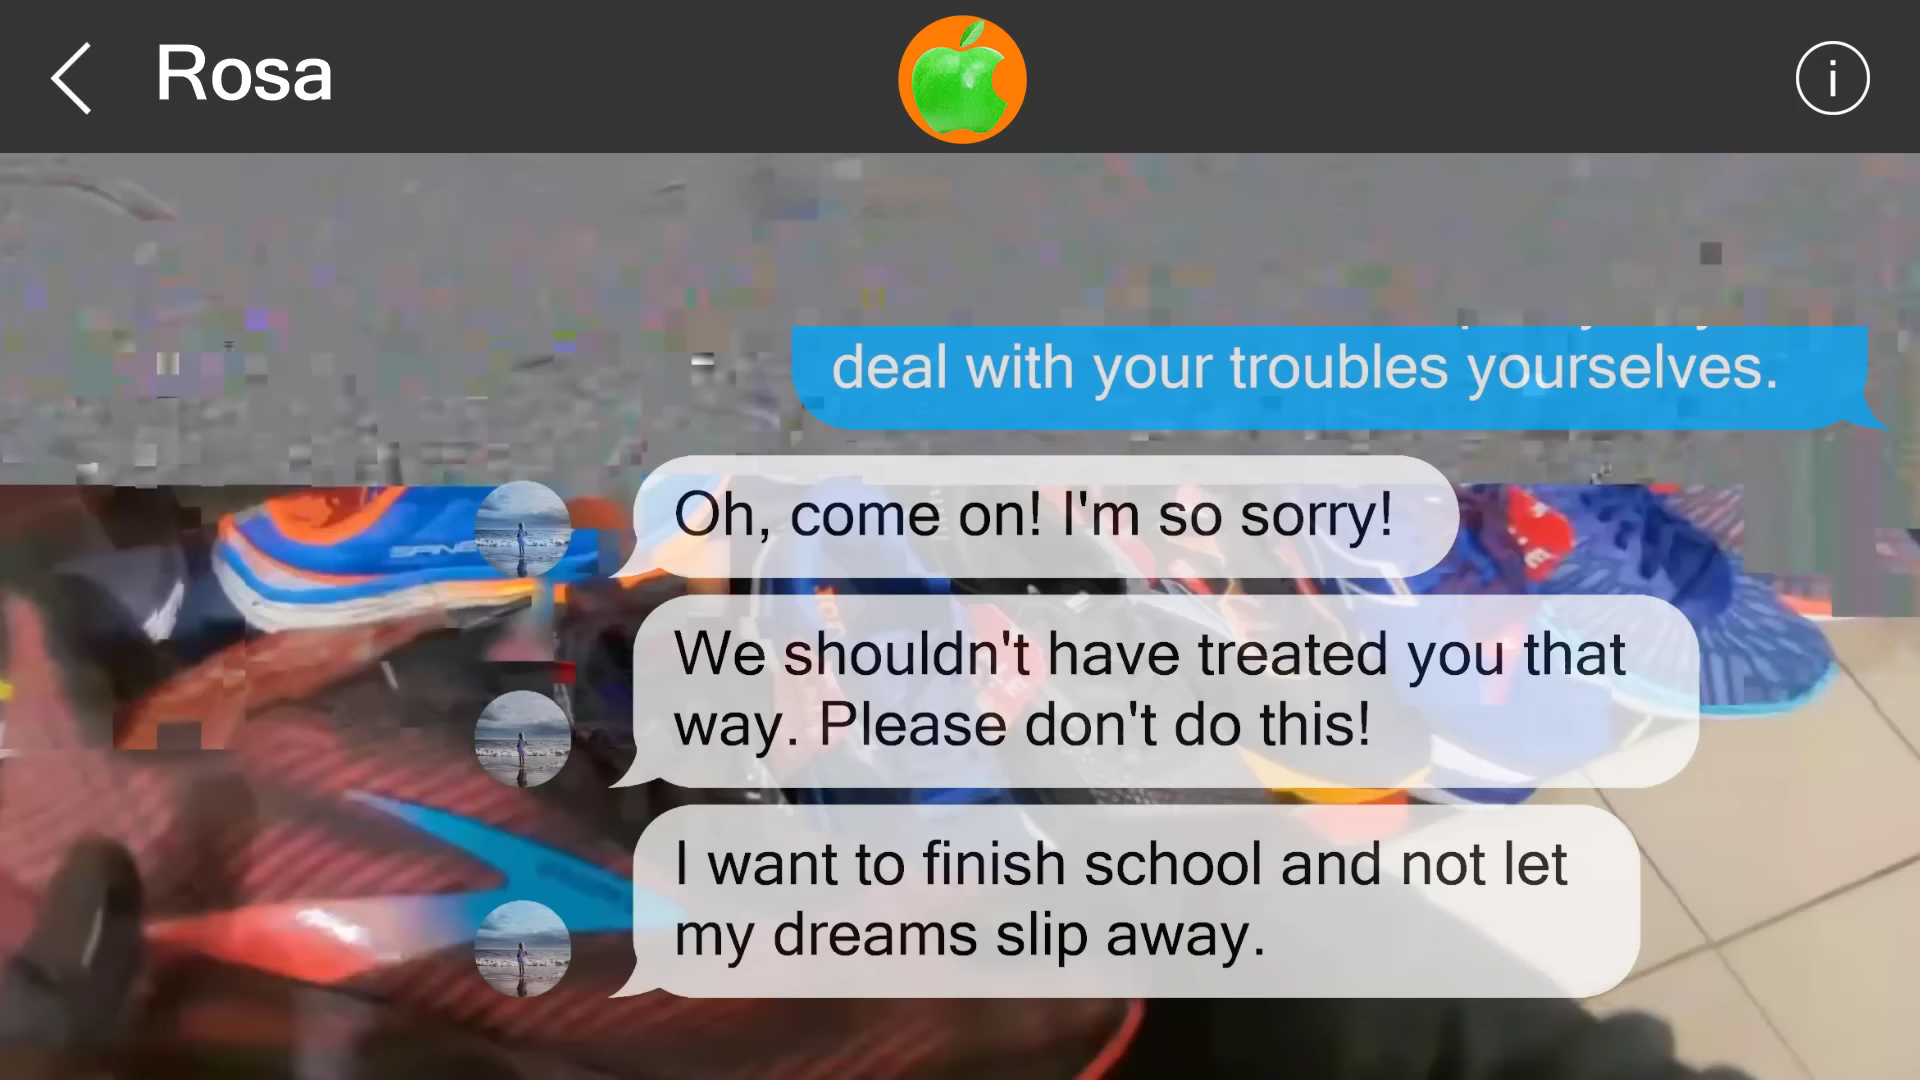 Rosa
i
deal with your troubles yourselves.
Oh, come on! I'm so sorry!
We shouldn't have treated you that
way. Please don't do this!
I want to finish school and not let
my dreams slip away.